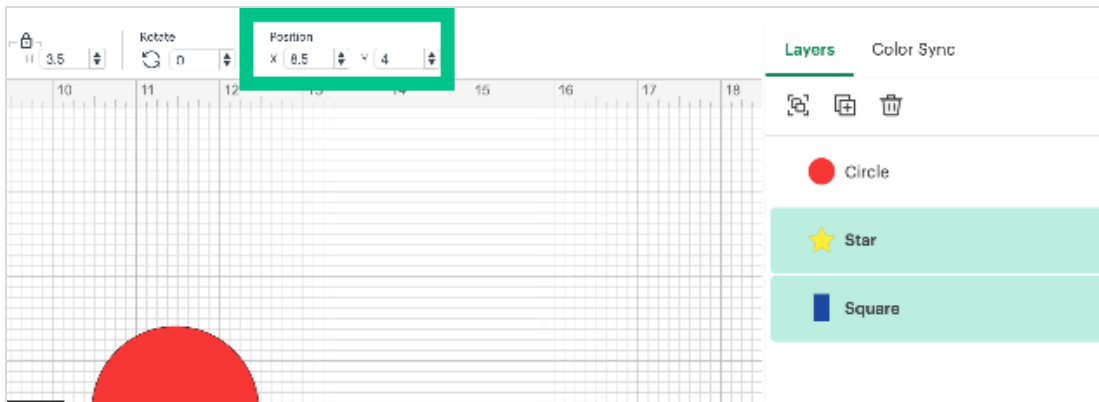 Rotate
Position
H 3.5
0
X 8.5
Y 4
10 11 12 13 14 15 16 17 18
Layers
Color Sync
Circle
Star
Square